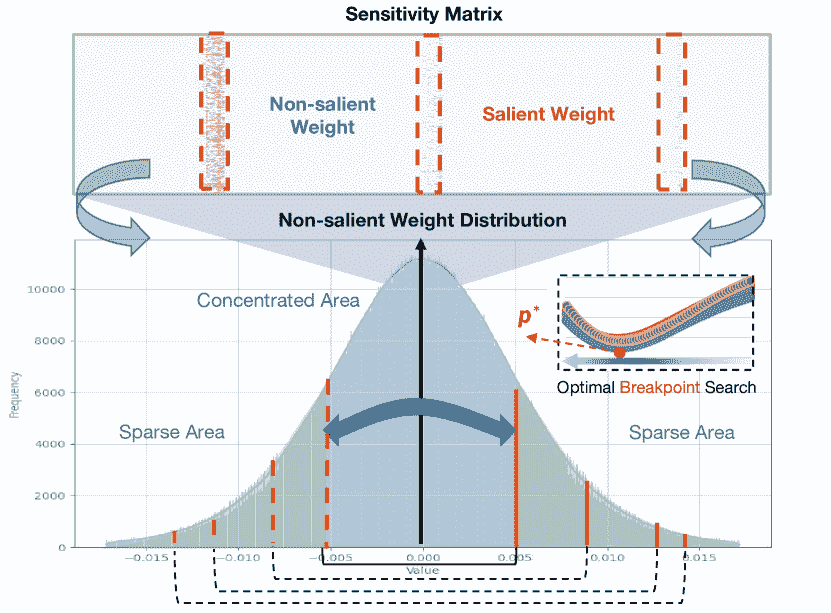 Sensitivity Matrix
Non-salient
Weight
Salient Weight
Non-salient Weight Distribution
Concentrated Area
p*
Optimal Breakpoint Search
Sparse Area
Sparse Area
Frequency
10000
8000
6000
4000
2000
0
−0.015
−0.010
−0.005
0.000
0.005
0.010
0.015
Value